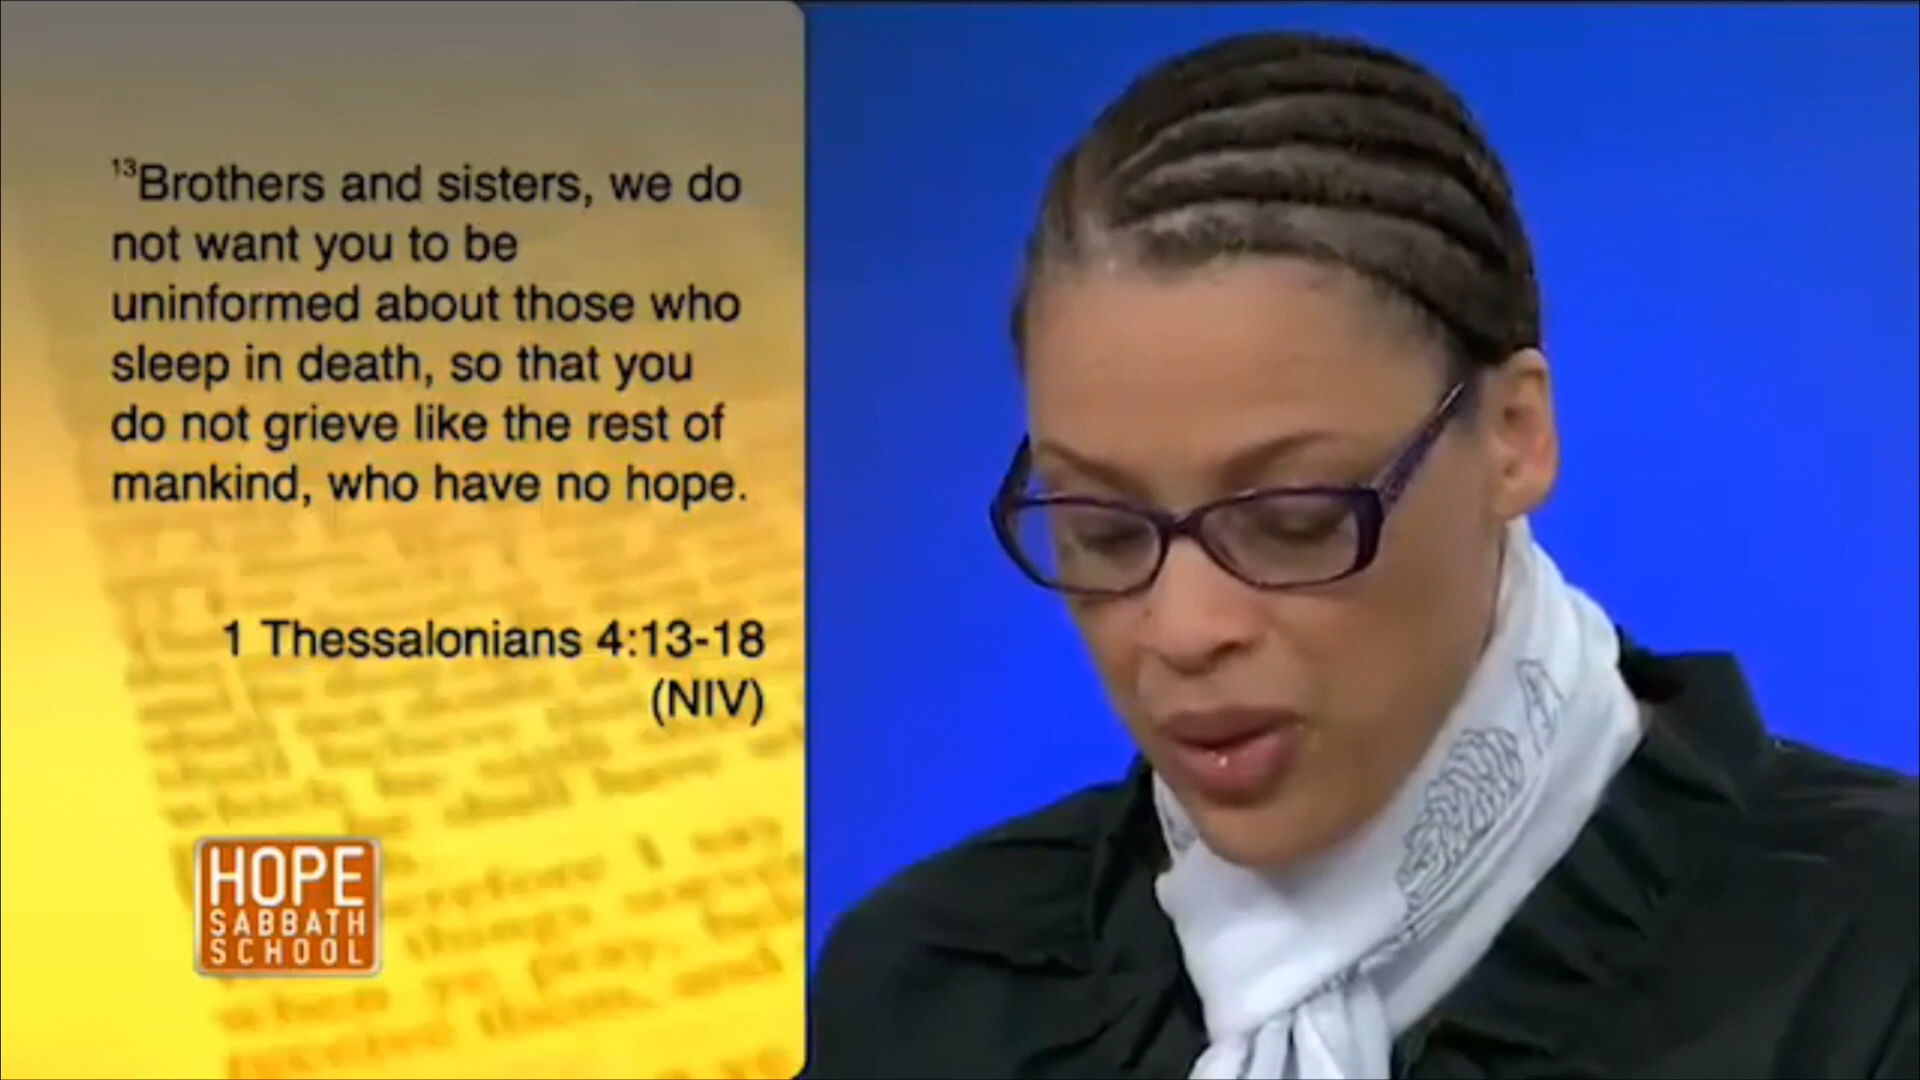 ¹³Brothers and sisters, we do
not want you to be
uninformed about those who
sleep in death, so that you
do not grieve like the rest of
mankind, who have no hope.
1 Thessalonians 4:13-18
(NIV)
HOPE
SABBATH
SCHOOL